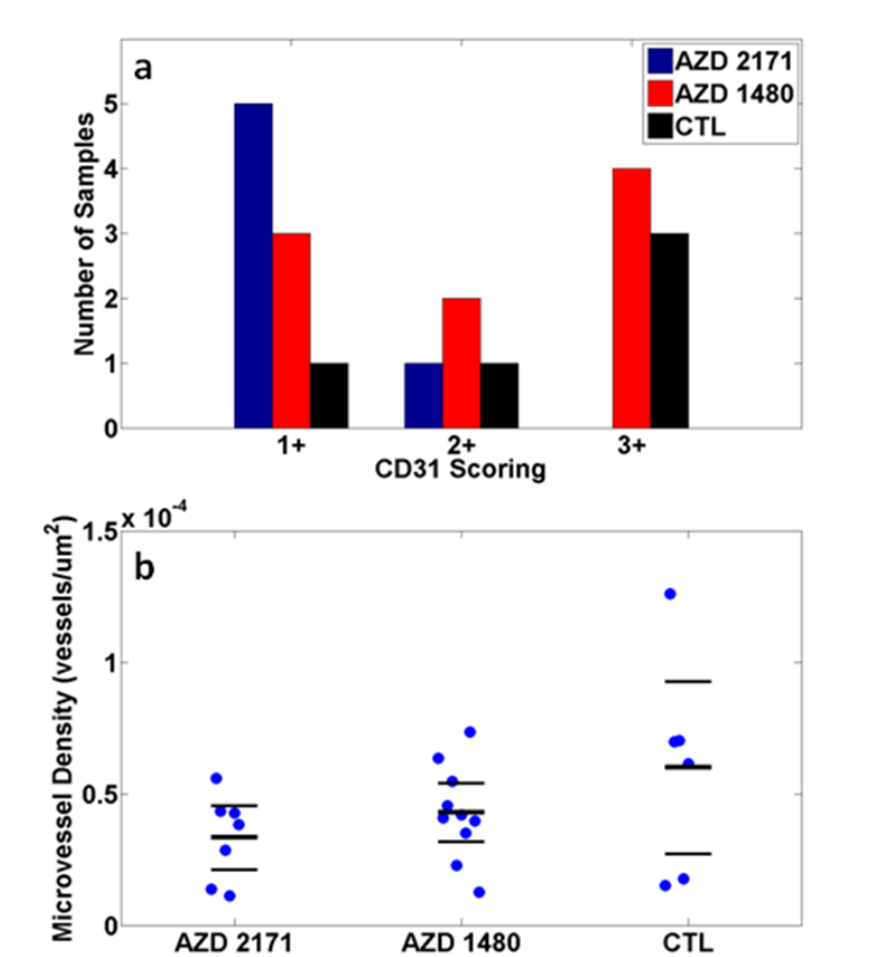 a
AZD 2171
AZD 1480
CTL
Number of Samples
5
4
3
2
1
0
1+ 2+ 3+
CD31 Scoring
x 10^-4
b
Microvessel Density (vessels/um^2)
1.5
1
0.5
0
AZD 2171 AZD 1480 CTL